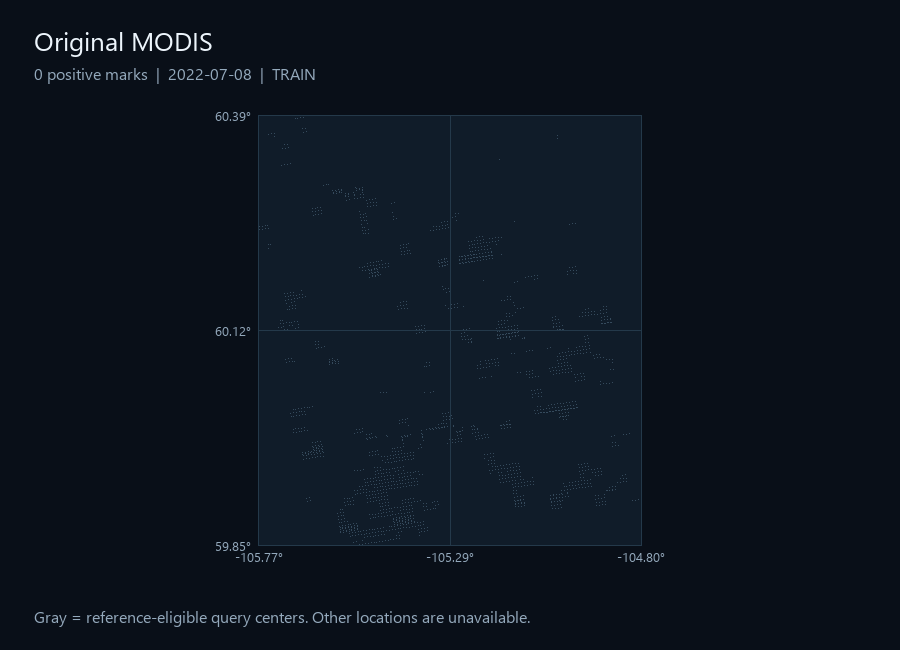 Original MODIS
0 positive marks | 2022-07-08 | TRAIN
60.39°
60.12°
59.85°
-105.77°
-105.29°
-104.80°
Gray = reference-eligible query centers. Other locations are unavailable.